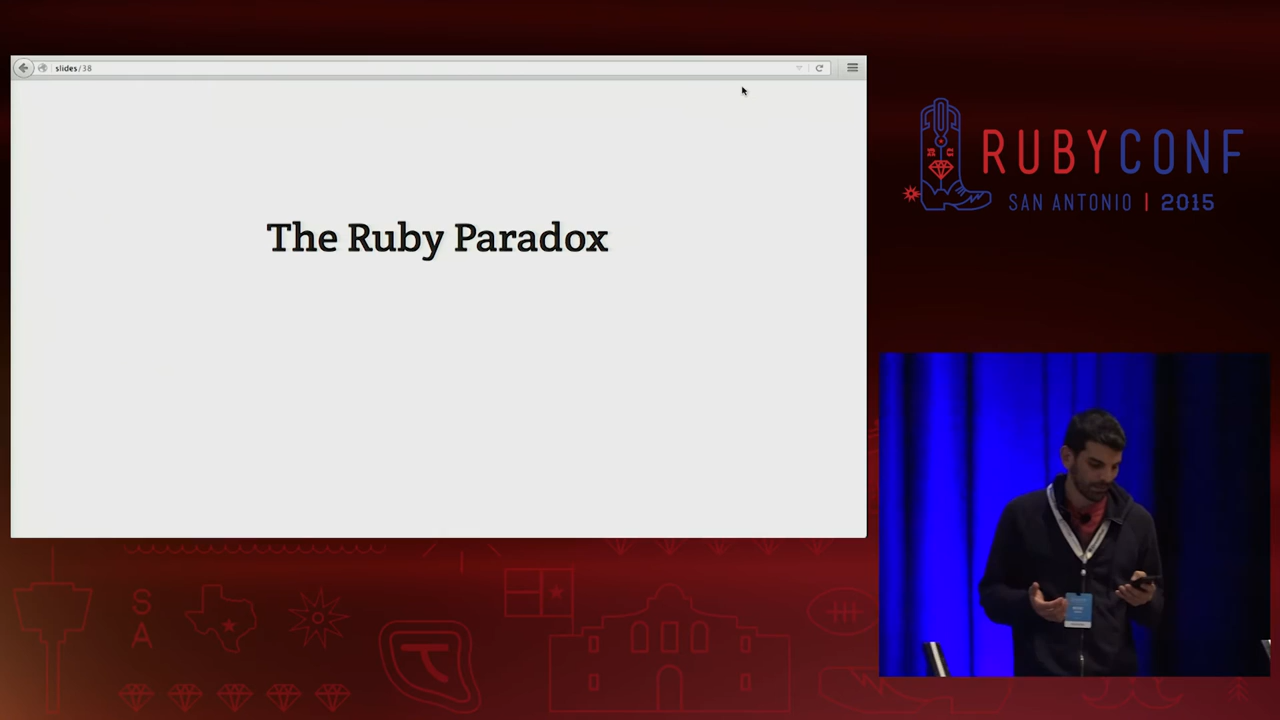 slides/38
The Ruby Paradox
RUBYCONF
SAN ANTONIO | 2015
S
A